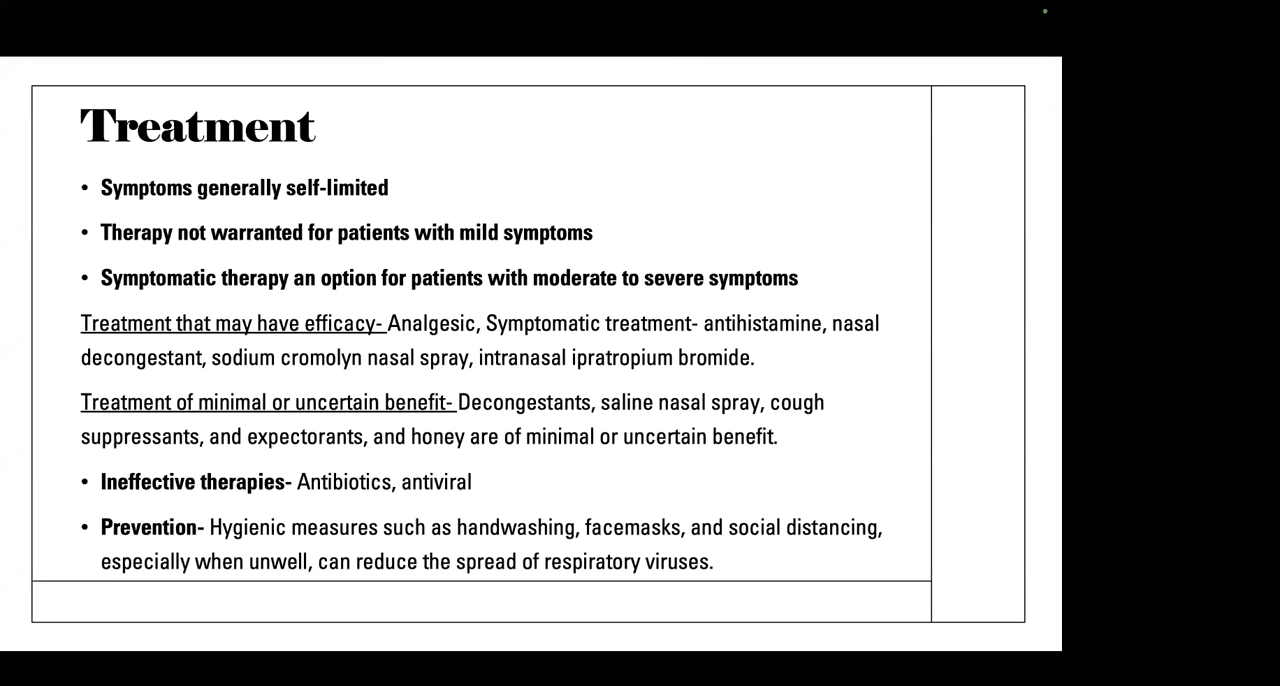 Treatment
• Symptoms generally self-limited
• Therapy not warranted for patients with mild symptoms
• Symptomatic therapy an option for patients with moderate to severe symptoms
Treatment that may have efficacy- Analgesic, Symptomatic treatment- antihistamine, nasal
decongestant, sodium cromolyn nasal spray, intranasal ipratropium bromide.
Treatment of minimal or uncertain benefit- Decongestants, saline nasal spray, cough
suppressants, and expectorants, and honey are of minimal or uncertain benefit.
• Ineffective therapies- Antibiotics, antiviral
• Prevention- Hygienic measures such as handwashing, facemasks, and social distancing,
especially when unwell, can reduce the spread of respiratory viruses.